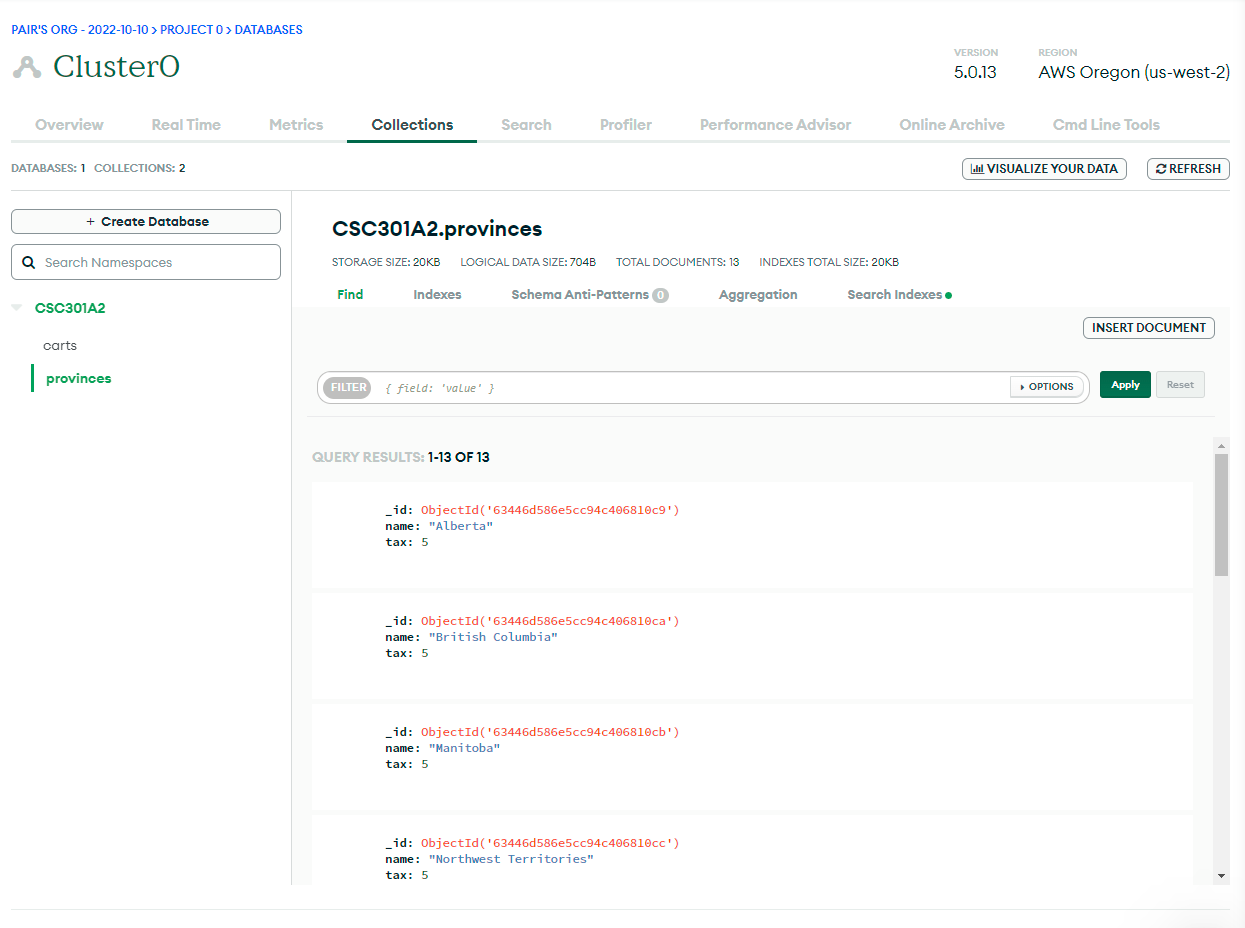 PAIR'S ORG - 2022-10-10 > PROJECT 0 > DATABASES
Cluster0
VERSION
5.0.13
REGION
AWS Oregon (us-west-2)
Overview Real Time Metrics Collections Search Profiler Performance Advisor Online Archive Cmd Line Tools
DATABASES: 1 COLLECTIONS: 2
VISUALIZE YOUR DATA
REFRESH
+ Create Database
Search Namespaces
CSC301A2
carts
provinces
CSC301A2.provinces
STORAGE SIZE: 20KB LOGICAL DATA SIZE: 704B TOTAL DOCUMENTS: 13 INDEXES TOTAL SIZE: 20KB
Find Indexes Schema Anti-Patterns 0 Aggregation Search Indexes
INSERT DOCUMENT
FILTER { field: 'value' } OPTIONS Apply Reset
QUERY RESULTS: 1-13 OF 13
_id: ObjectId('63446d586e5cc94c406810c9')
name: "Alberta"
tax: 5
_id: ObjectId('63446d586e5cc94c406810ca')
name: "British Columbia"
tax: 5
_id: ObjectId('63446d586e5cc94c406810cb')
name: "Manitoba"
tax: 5
_id: ObjectId('63446d586e5cc94c406810cc')
name: "Northwest Territories"
tax: 5